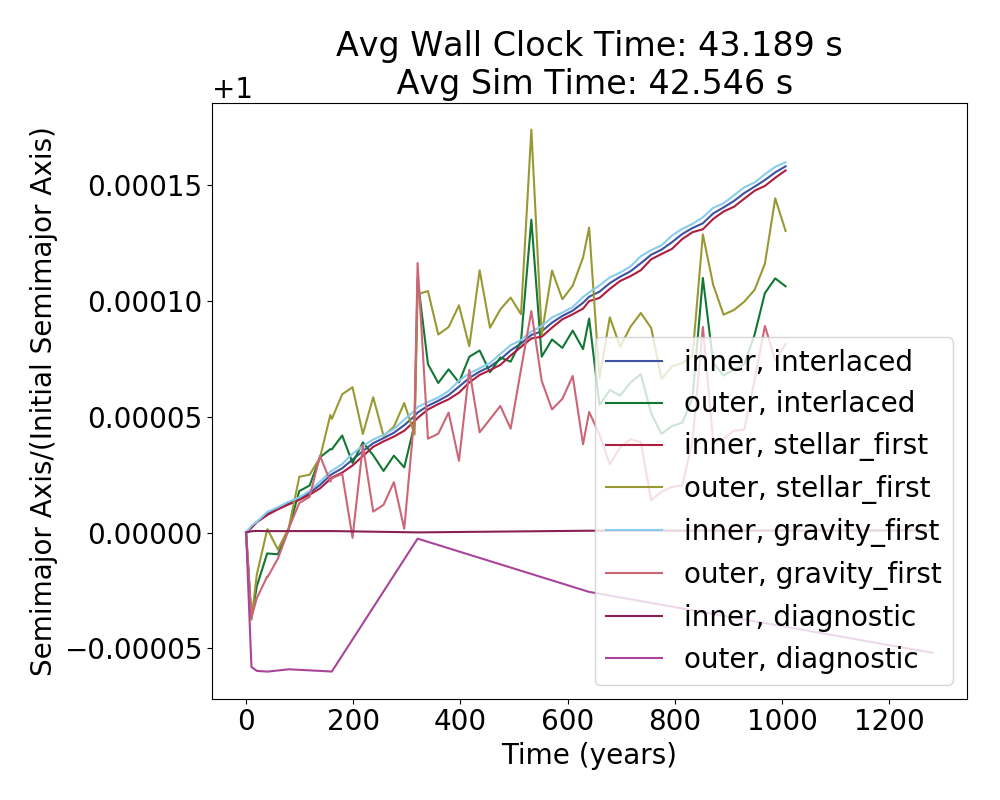 Avg Wall Clock Time: 43.189 s
Avg Sim Time: 42.546 s
+1
Semimajor Axis/(Initial Semimajor Axis)
0.00015
0.00010
0.00005
0.00000
−0.00005
inner, interlaced
outer, interlaced
inner, stellar_first
outer, stellar_first
inner, gravity_first
outer, gravity_first
inner, diagnostic
outer, diagnostic
0 200 400 600 800 1000 1200
Time (years)